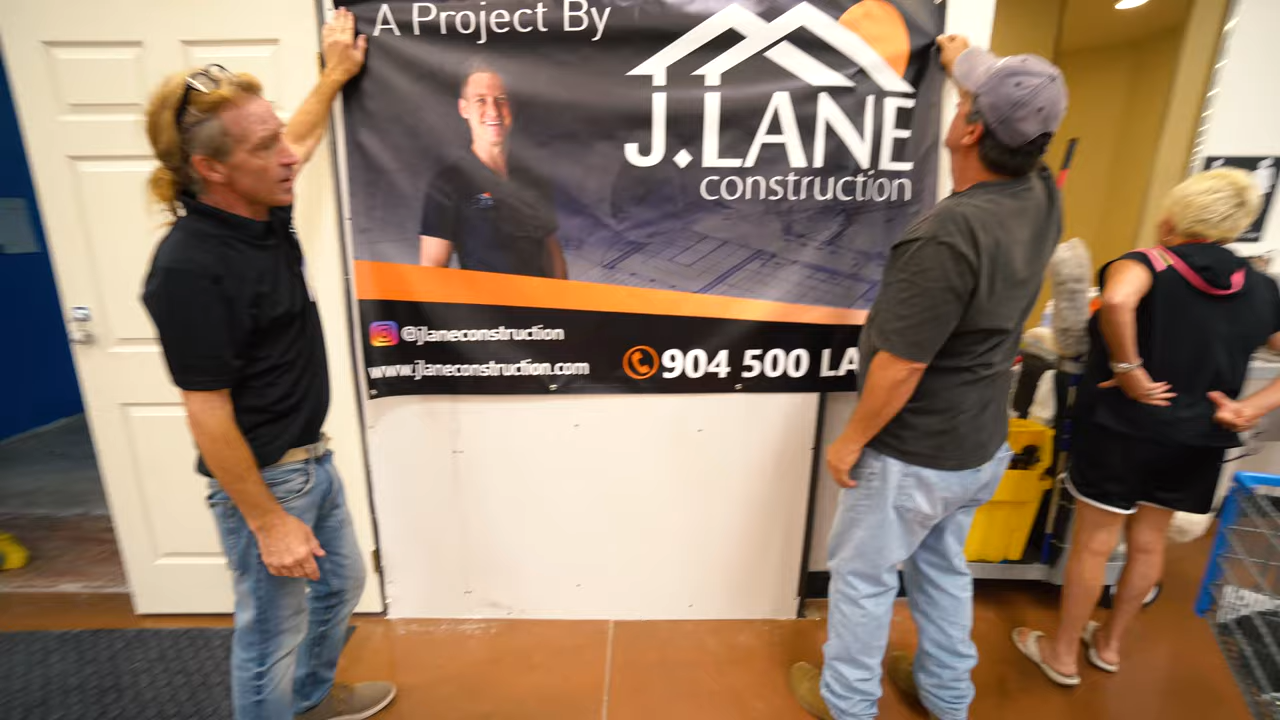 A Project By
J.LANE
construction
@jlaneconstruction
www.jlaneconstruction.com
904 500 LA